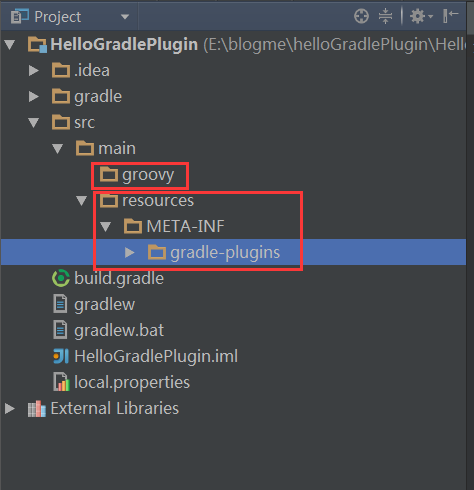 Project
HelloGradlePlugin (E:\blogme\helloGradlePlugin\Hello
.idea
gradle
src
main
groovy
resources
META-INF
gradle-plugins
build.gradle
gradlew
gradlew.bat
HelloGradlePlugin.iml
local.properties
External Libraries